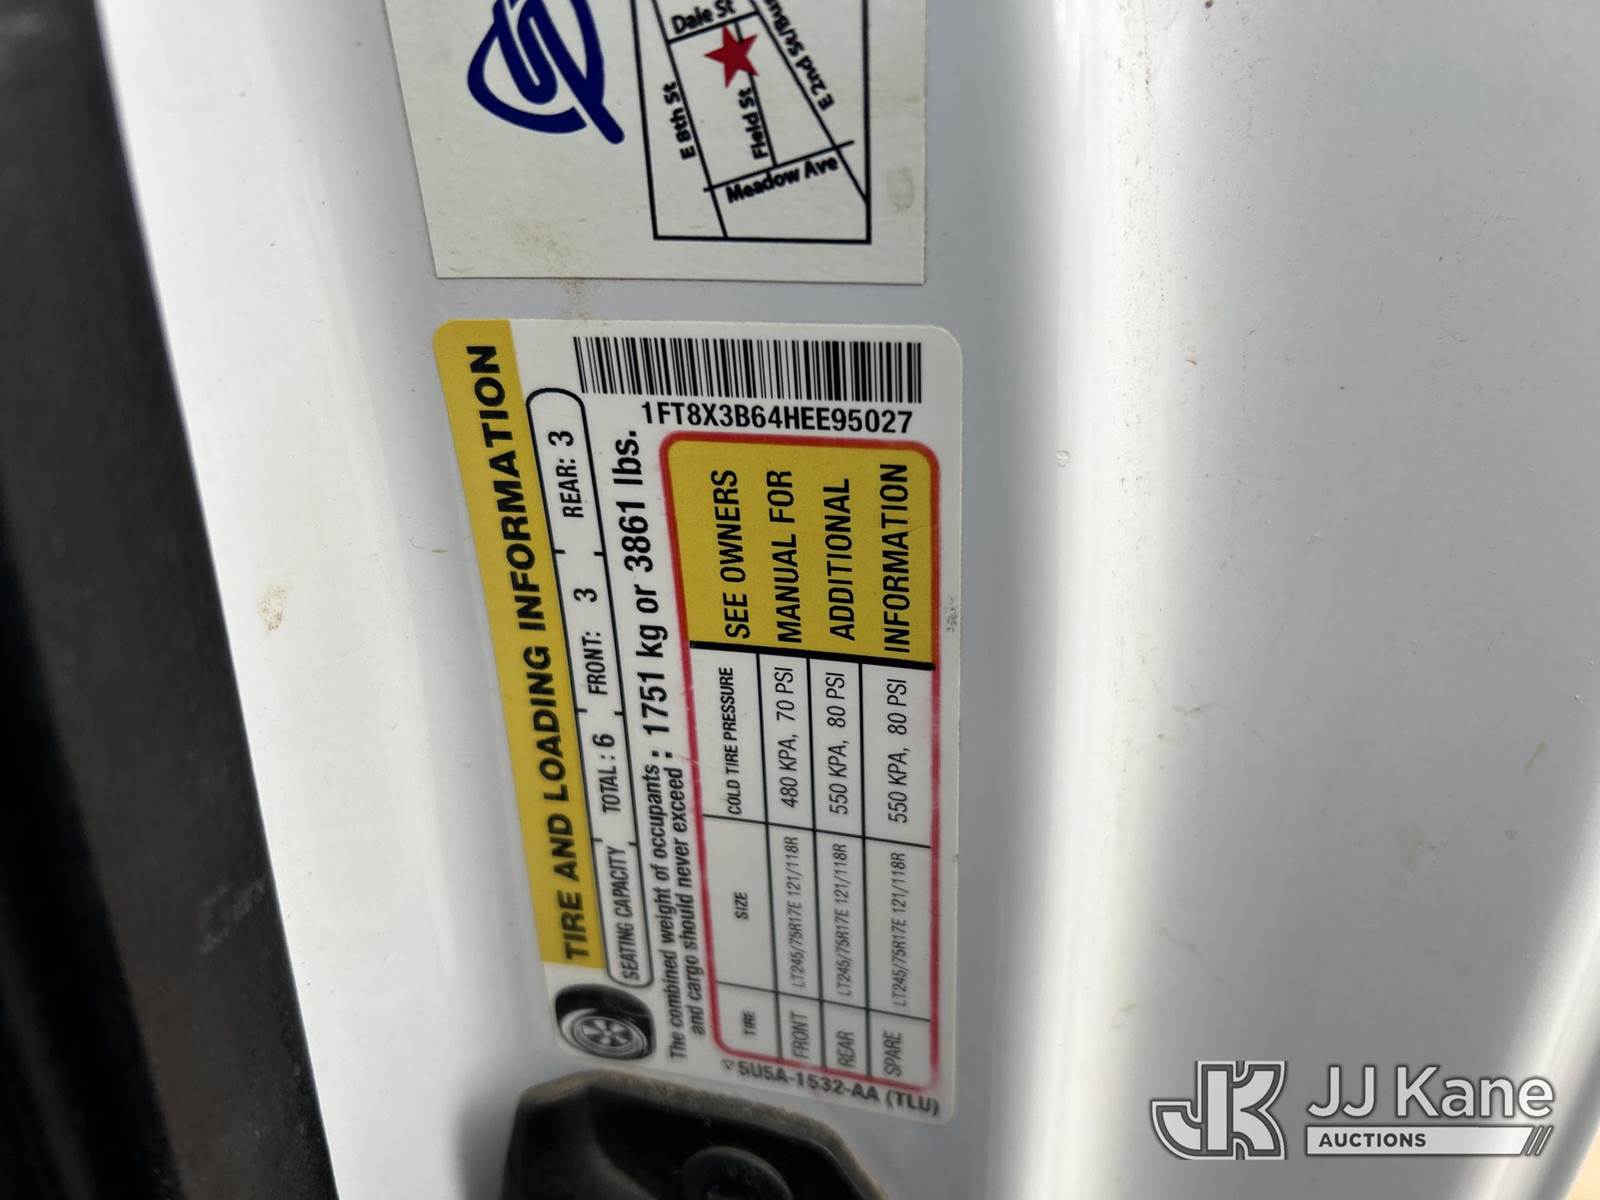 Dale St
E 8th St
Field St
E 2nd St/Bu
Meadow Ave
TIRE AND LOADING INFORMATION
SEATING CAPACITY TOTAL: 6 FRONT: 3 REAR: 3
The combined weight of occupants and cargo should never exceed : 1751 kg or 3861 lbs.
1FT8X3B64HEE95027
TIRE SIZE COLD TIRE PRESSURE
FRONT LT245/75R17E 121/118R 480 KPA, 70 PSI
REAR LT245/75R17E 121/118R 550 KPA, 80 PSI
SPARE LT245/75R17E 121/118R 550 KPA, 80 PSI
SEE OWNERS
MANUAL FOR
ADDITIONAL
INFORMATION
5U5A-1532-AA (TLU)
JK JJ Kane
AUCTIONS